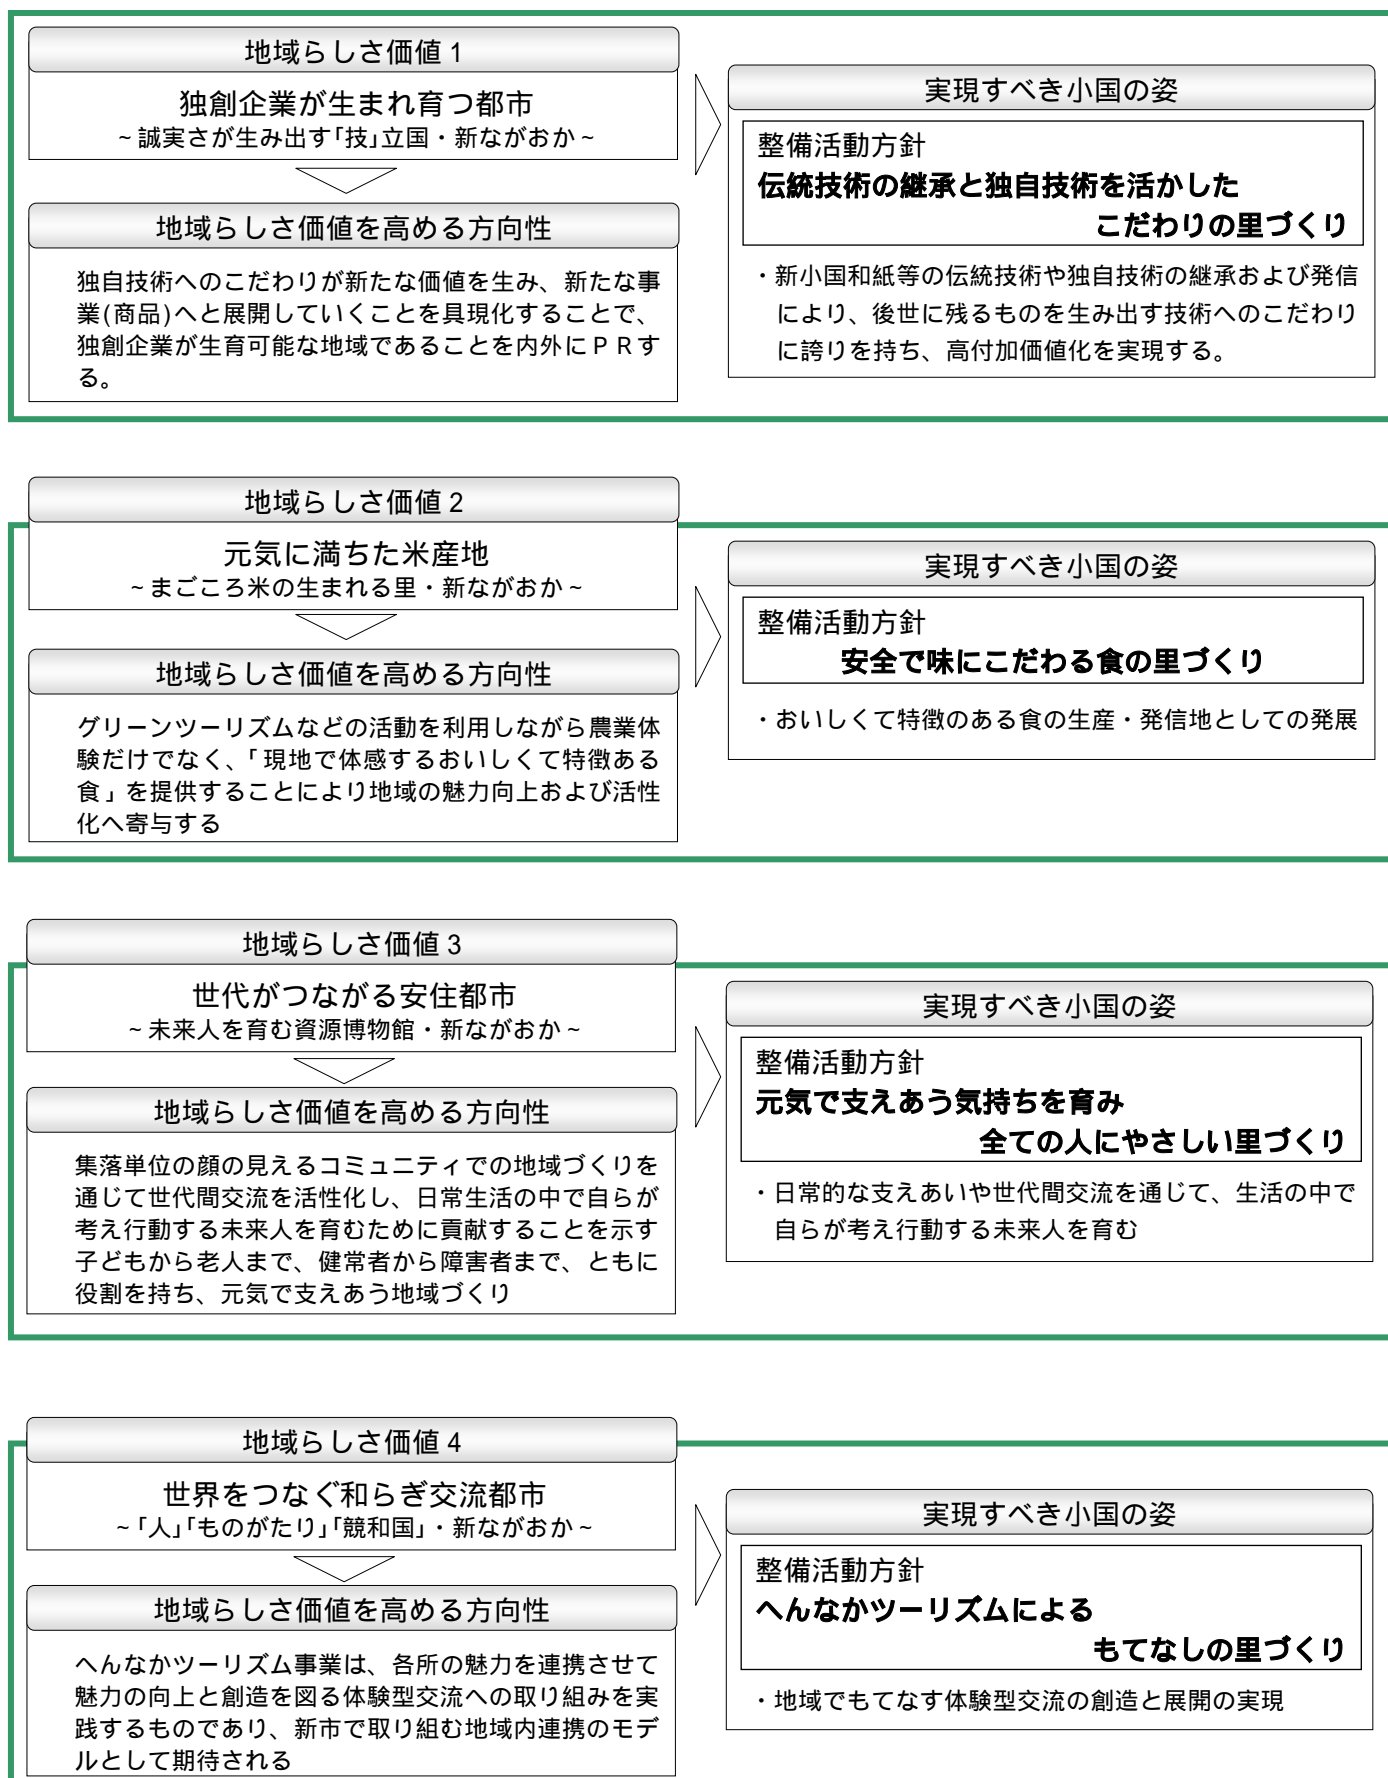 地域らしさ価値1
独創企業が生まれ育つ都市
~誠実さが生み出す「技」立国・新ながおか~
地域らしさ価値を高める方向性
独自技術へのこだわりが新たな価値を生み、新たな事
業(商品)へと展開していくことを具現化することで、
独創企業が生育可能な地域であることを内外にPRす
る。
実現すべき小国の姿
整備活動方針
伝統技術の継承と独自技術を活かした
こだわりの里づくり
・新小国和紙等の伝統技術や独自技術の継承および発信
により、後世に残るものを生み出す技術へのこだわり
に誇りを持ち、高付加価値化を実現する。
地域らしさ価値2
元気に満ちた米産地
~まごころ米の生まれる里・新ながおか~
地域らしさ価値を高める方向性
グリーンツーリズムなどの活動を利用しながら農業体
験だけでなく、「現地で体感するおいしくて特徴ある
食」を提供することにより地域の魅力向上および活性
化へ寄与する
実現すべき小国の姿
整備活動方針
安全で味にこだわる食の里づくり
・おいしくて特徴のある食の生産・発信地としての発展
地域らしさ価値3
世代がつながる安住都市
~未来人を育む資源博物館・新ながおか~
地域らしさ価値を高める方向性
集落単位の顔の見えるコミュニティでの地域づくりを
通じて世代間交流を活性化し、日常生活の中で自らが
考え行動する未来人を育むために貢献することを示す
子どもから老人まで、健常者から障害者まで、ともに
役割を持ち、元気で支えあう地域づくり
実現すべき小国の姿
整備活動方針
元気で支えあう気持ちを育み
全ての人にやさしい里づくり
・日常的な支えあいや世代間交流を通じて、生活の中で
自らが考え行動する未来人を育む
地域らしさ価値4
世界をつなぐ和らぎ交流都市
~「人」「ものがたり」「競和国」・新ながおか~
地域らしさ価値を高める方向性
へんなかツーリズム事業は、各所の魅力を連携させて
魅力の向上と創造を図る体験型交流への取り組みを実
践するものであり、新市で取り組む地域内連携のモデ
ルとして期待される
実現すべき小国の姿
整備活動方針
へんなかツーリズムによる
もてなしの里づくり
・地域でもてなす体験型交流の創造と展開の実現